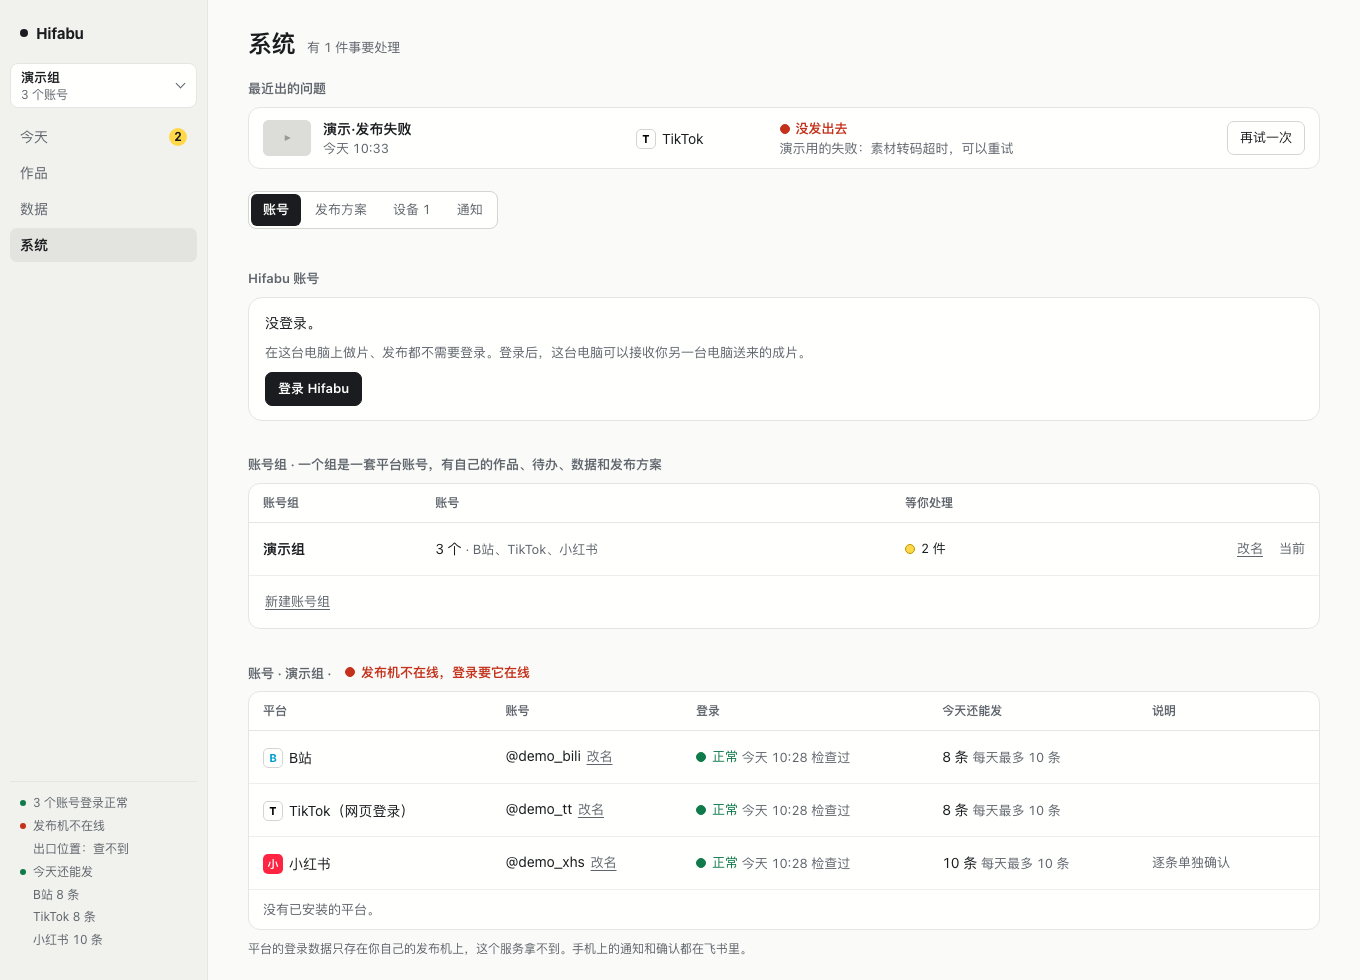 Hifabu
演示组
3 个账号
今天 2
作品
数据
系统
3 个账号登录正常
发布机不在线
出口位置：查不到
今天还能发
B站 8 条
TikTok 8 条
小红书 10 条
系统 有 1 件事要处理
最近出的问题
演示·发布失败
今天 10:33
T TikTok
没发出去
演示用的失败：素材转码超时，可以重试
再试一次
账号 发布方案 设备 1 通知
Hifabu 账号
没登录。
在这台电脑上做片、发布都不需要登录。登录后，这台电脑可以接收你另一台电脑送来的成片。
登录 Hifabu
账号组 · 一个组是一套平台账号，有自己的作品、待办、数据和发布方案
账号组 账号 等你处理
演示组 3 个 · B站、TikTok、小红书 2 件 改名 当前
新建账号组
账号 · 演示组 · 发布机不在线，登录要它在线
平台 账号 登录 今天还能发 说明
B B站 @demo_bili 改名 正常 今天 10:28 检查过 8 条 每天最多 10 条
T TikTok（网页登录） @demo_tt 改名 正常 今天 10:28 检查过 8 条 每天最多 10 条
小 小红书 @demo_xhs 改名 正常 今天 10:28 检查过 10 条 每天最多 10 条 逐条单独确认
没有已安装的平台。
平台的登录数据只存在你自己的发布机上，这个服务拿不到。手机上的通知和确认都在飞书里。